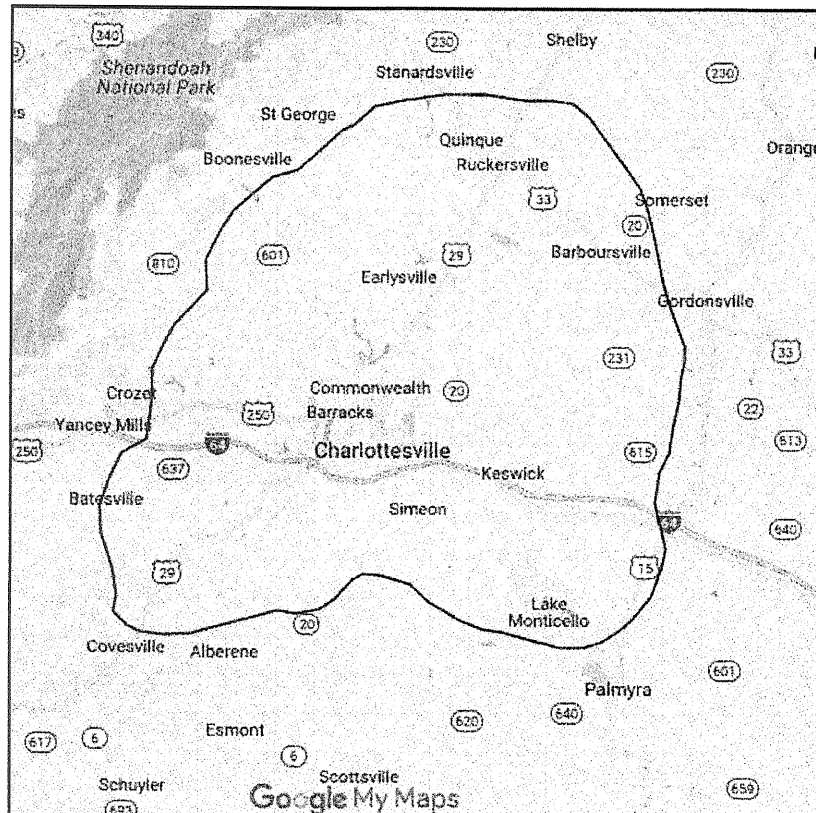 340
230
Shelby
Shenandoah
National Park
Stanardsville
230
St George
Quinque
Orang
Boonesville
Ruckersville
33
Somerset
20
810
601
Earlysville
29
Barboursville
Gordonsville
231
33
Crozet
Commonwealth
20
250
Barracks
22
Yancey Mills
64
Charlottesville
615
613
250
637
Keswick
Batesville
Simeon
640
29
15
Lake
Monticello
20
Covesville
Alberene
601
Palmyra
620
640
617
6
Esmont
6
Schuyler
Scottsville
659
693
Google My Maps